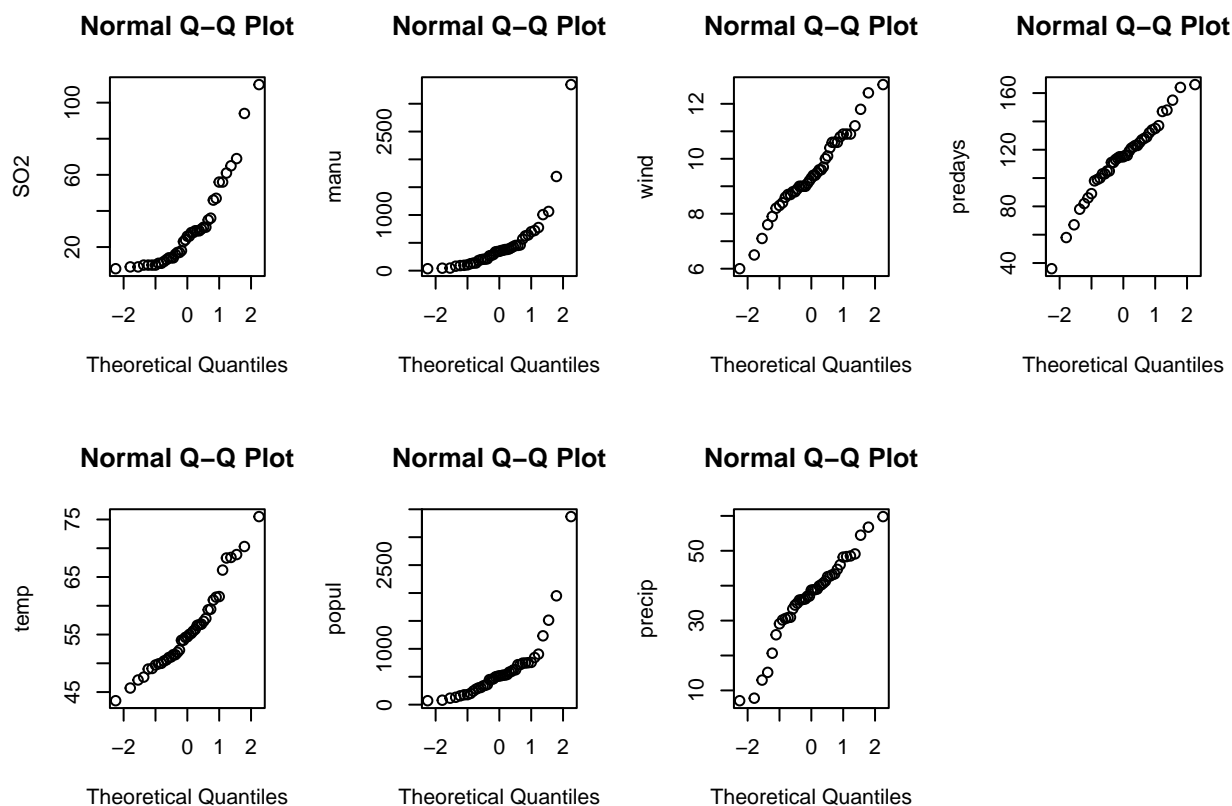 Normal Q−Q Plot
SO2
20 60 100
−2 0 1 2
Theoretical Quantiles
Normal Q−Q Plot
manu
0 1000 2500
−2 0 1 2
Theoretical Quantiles
Normal Q−Q Plot
wind
6 8 10 12
−2 0 1 2
Theoretical Quantiles
Normal Q−Q Plot
predays
40 80 120 160
−2 0 1 2
Theoretical Quantiles
Normal Q−Q Plot
temp
45 55 65 75
−2 0 1 2
Theoretical Quantiles
Normal Q−Q Plot
popul
0 1000 2500
−2 0 1 2
Theoretical Quantiles
Normal Q−Q Plot
precip
10 30 50
−2 0 1 2
Theoretical Quantiles